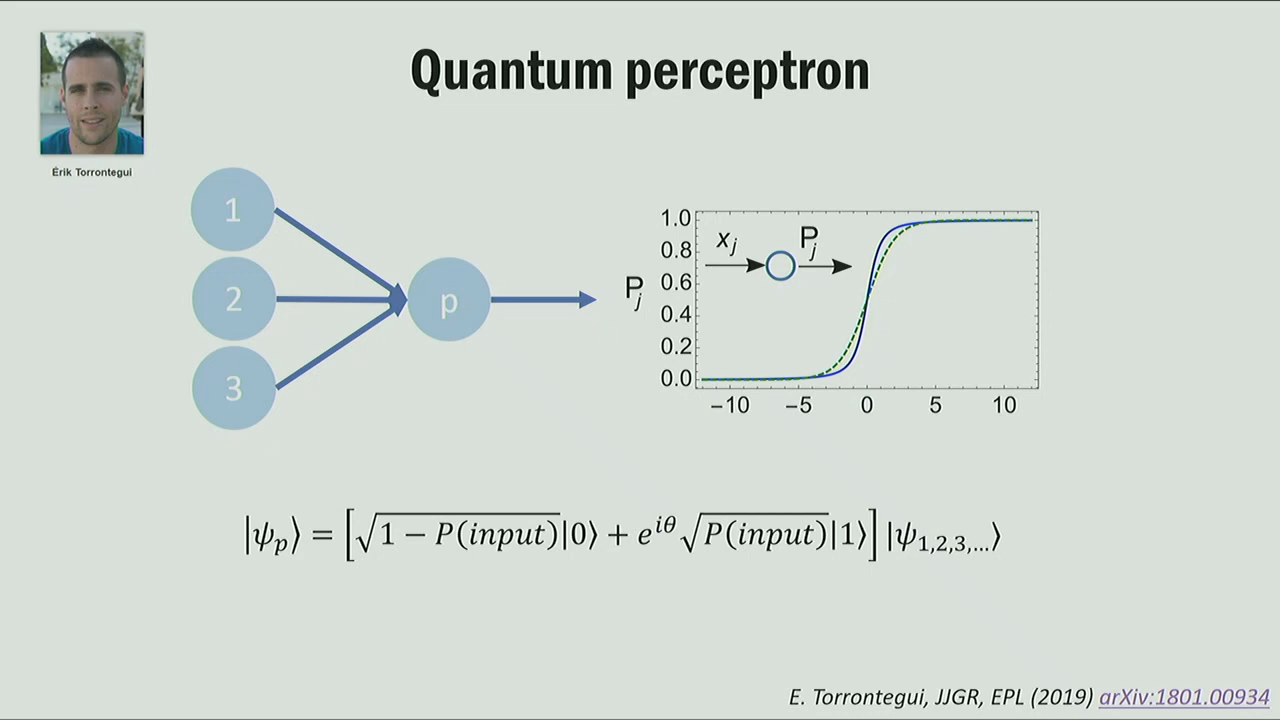 Quantum perceptron
Érik Torrontegui
1
2
3
p
P_j
1.0
0.8
0.6
0.4
0.2
0.0
x_j
P_j
−10
−5
0
5
10
|ψ_p⟩ = [√(1 − P(input))|0⟩ + e^{iθ}√(P(input))|1⟩] |ψ_{1,2,3,…}⟩
E. Torrontegui, JJGR, EPL (2019) arXiv:1801.00934